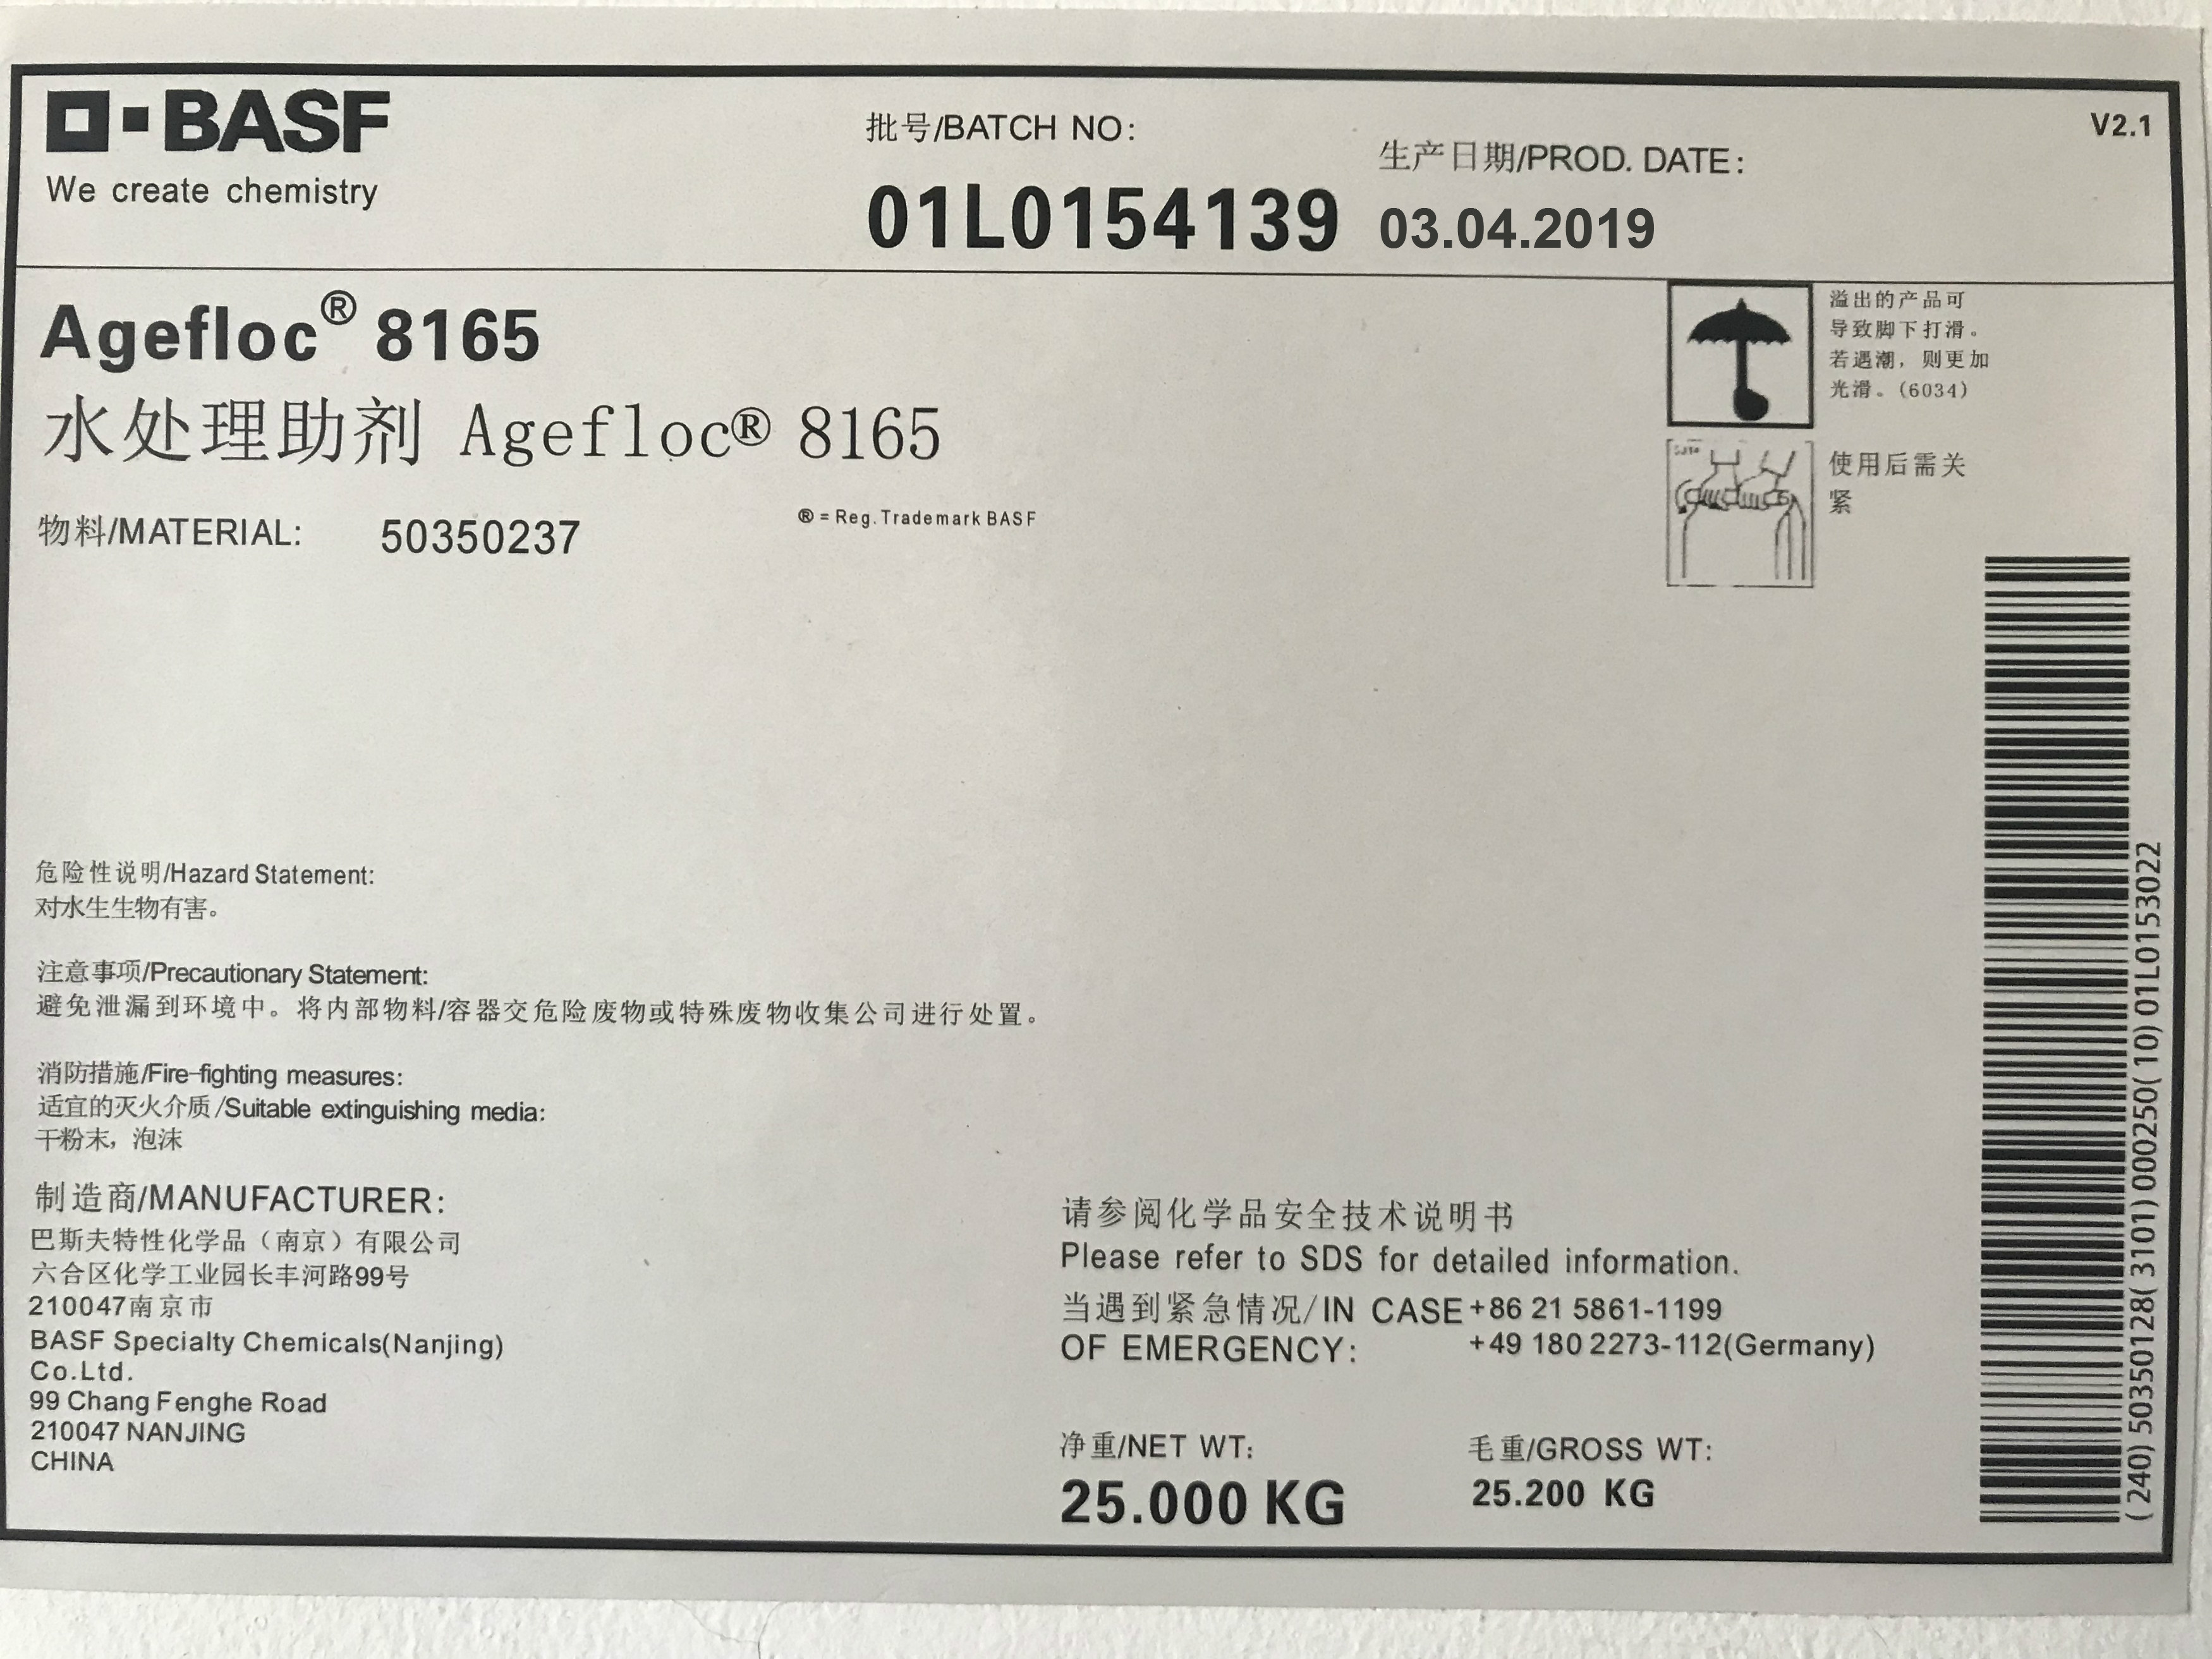 BASF
We create chemistry
批号/BATCH NO:
01L0154139
生产日期/PROD. DATE:
03.04.2019
V2.1
Agefloc® 8165
水处理助剂 Agefloc® 8165
物料/MATERIAL: 50350237
® = Reg. Trademark BASF
溢出的产品可
导致脚下打滑。
若遇潮，则更加
光滑。(6034)
使用后需关
紧
危险性说明/Hazard Statement:
对水生生物有害。
注意事项/Precautionary Statement:
避免泄漏到环境中。将内部物料/容器交危险废物或特殊废物收集公司进行处置。
消防措施/Fire-fighting measures:
适宜的灭火介质/Suitable extinguishing media:
干粉末，泡沫
制造商/MANUFACTURER:
巴斯夫特性化学品（南京）有限公司
六合区化学工业园长丰河路99号
210047南京市
BASF Specialty Chemicals(Nanjing)
Co.Ltd.
99 Chang Fenghe Road
210047 NANJING
CHINA
请参阅化学品安全技术说明书
Please refer to SDS for detailed information.
当遇到紧急情况/IN CASE +86 21 5861-1199
OF EMERGENCY: +49 180 2273-112(Germany)
净重/NET WT:
25.000 KG
毛重/GROSS WT:
25.200 KG
(240) 50350128(3101) 000250(10) 01L0153022